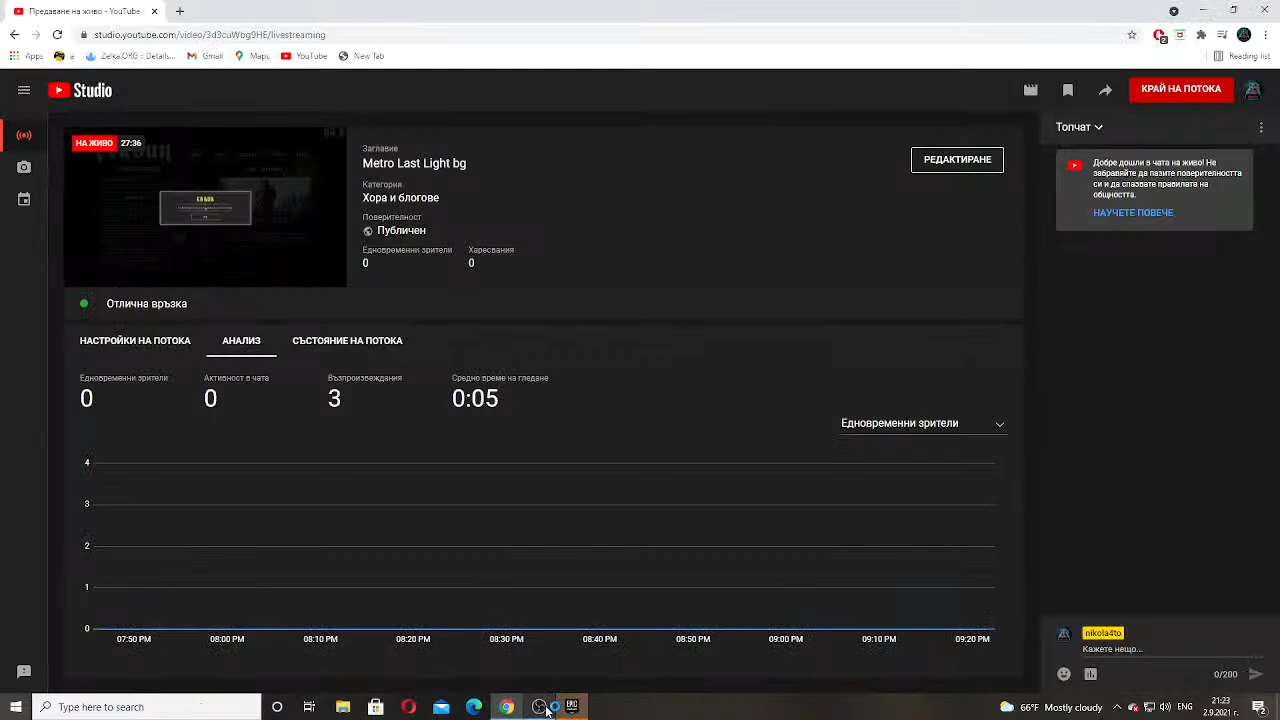 Предаване на живо - YouTube
studio.youtube.com/video/3d3cuWbg9HE/livestreaming
2
Apps
a
Zelka.ORG :: Details...
Gmail
Maps
YouTube
New Tab
Reading list
Studio
КРАЙ НА ПОТОКА
НА ЖИВО 27:36
Заглавие
Metro Last Light bg
РЕДАКТИРАНЕ
Категория
Хора и блогове
Поверителност
Публичен
Едновременни зрители
Харесвания
0
0
Отлична връзка
НАСТРОЙКИ НА ПОТОКА
АНАЛИЗ
СЪСТОЯНИЕ НА ПОТОКА
Едновременни зрители
Активност в чата
Възпроизвеждания
Средно време на гледане
0
0
3
0:05
Едновременни зрители
4
3
2
1
0
07:50 PM
08:00 PM
08:10 PM
08:20 PM
08:30 PM
08:40 PM
08:50 PM
09:00 PM
09:10 PM
09:20 PM
Топчат
Добре дошли в чата на живо! Не
забравяйте да пазите поверителността
си и да спазвате правилата на
общността.
НАУЧЕТЕ ПОВЕЧЕ
nikola4to
Кажете нещо...
0/200
Type here to search
EPIC
66°F Mostly cloudy
ENG
21:23
2.9.2021 г.